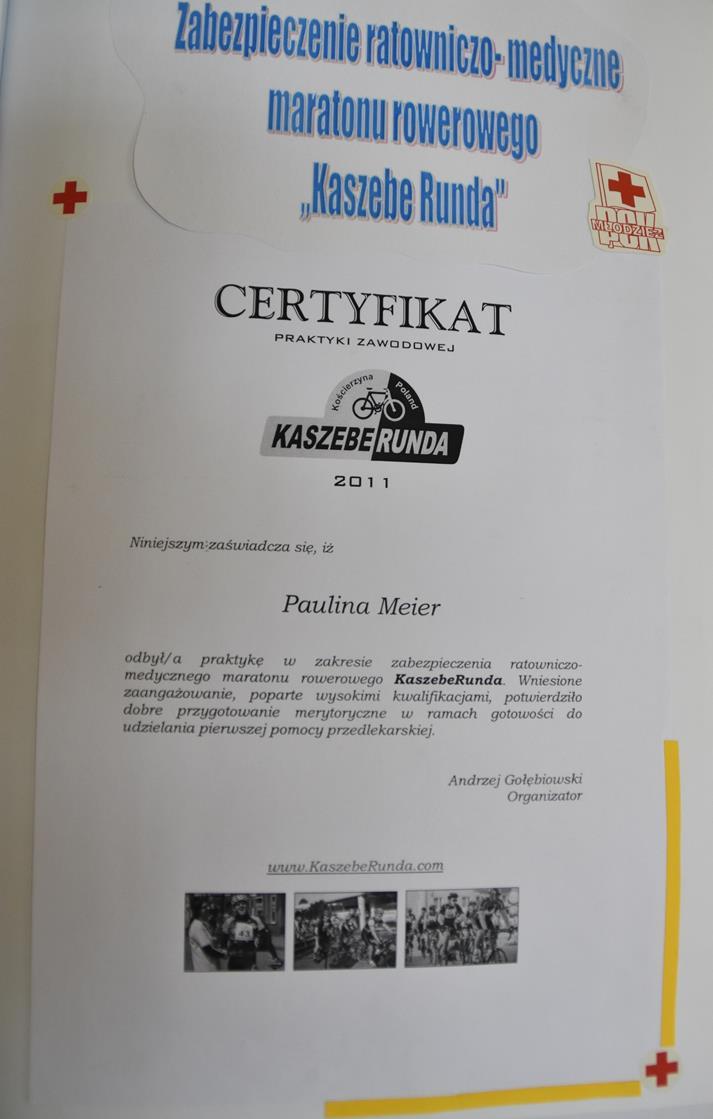 Zabezpieczenie ratowniczo- medyczne
maratonu rowerowego
„Kaszebe Runda"
MŁODZIEŻ
PCK
CERTYFIKAT
PRAKTYKI ZAWODOWEJ
Kościerzyna Poland
KASZEBE RUNDA
2011
Niniejszym zaświadcza się, iż
Paulina Meier
odbył/a praktykę w zakresie zabezpieczenia ratowniczo-
medycznego maratonu rowerowego KaszebeRunda. Wniesione
zaangażowanie, poparte wysokimi kwalifikacjami, potwierdziło
dobre przygotowanie merytoryczne w ramach gotowości do
udzielania pierwszej pomocy przedlekarskiej.
Andrzej Gołębiowski
Organizator
www.KaszebeRunda.com
43